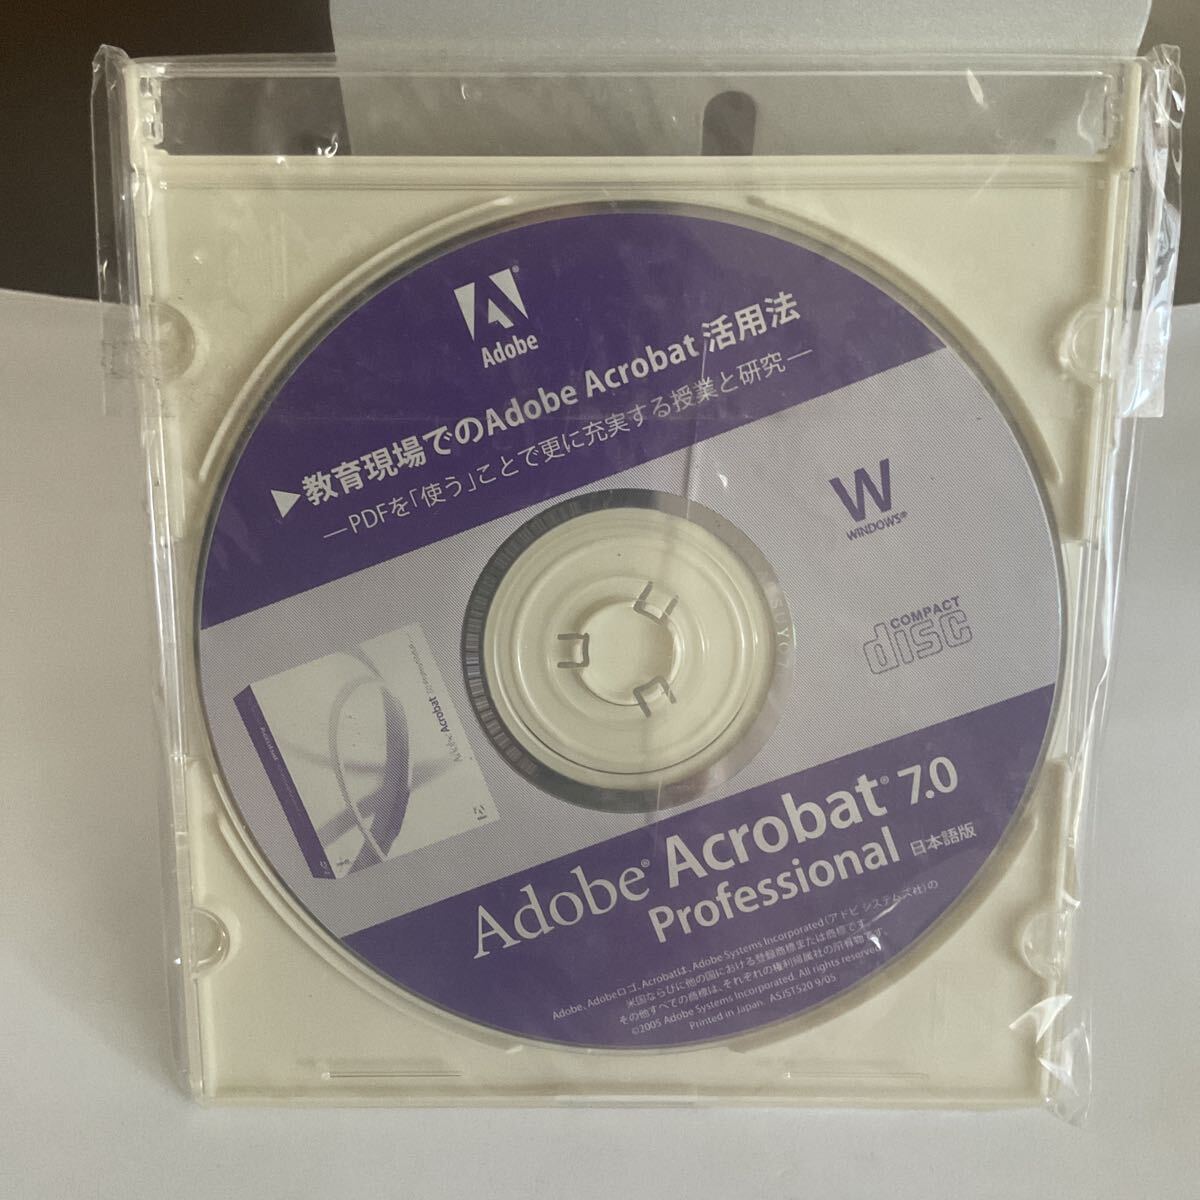 Adobe
▶教育現場でのAdobe Acrobat 活用法
—PDFを「使う」ことで更に充実する授業と研究—
W
WINDOWS®
COMPACT
disc
Adobe Acrobat 7.0 Professional
Adobe® Acrobat® 7.0
Professional 日本語版
Adobe、Adobeロゴ、Acrobatは、Adobe Systems Incorporated(アドビ システムズ社)の
米国ならびに他の国における登録商標または商標です。
その他すべての商標は、それぞれの権利帰属社の所有物です。
©2005 Adobe Systems Incorporated. All rights reserved.
Printed in Japan. ASJST520 9/05